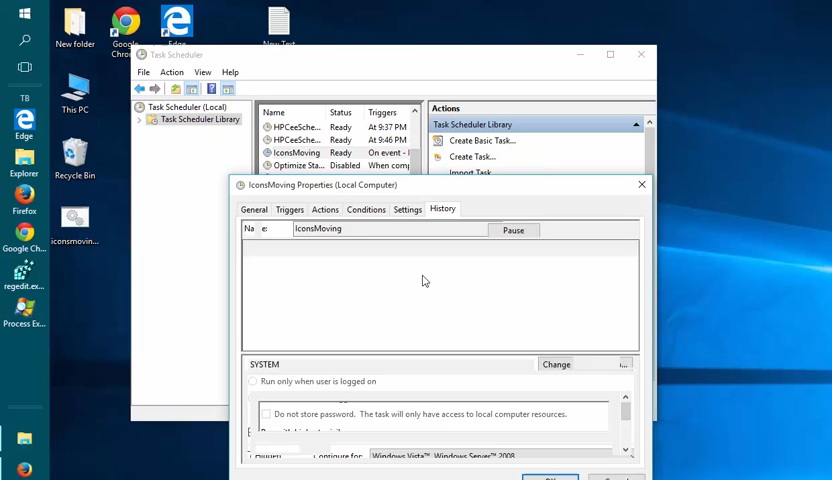 New folder
Google
Chro
Edge
New Text
TB
Edge
Explorer
Firefox
Google Ch...
regedit.ex...
Process Ex...
This PC
Recycle Bin
iconsmovin...
Task Scheduler
File Action View Help
Task Scheduler (Local)
Task Scheduler Library
Name Status Triggers
HPCeeSche... Ready At 9:37 PM
HPCeeSche... Ready At 9:46 PM
IconsMoving Ready On event -
Optimize Sta... Disabled When comp
Actions
Task Scheduler Library
Create Basic Task...
Create Task...
Import Task
IconsMoving Properties (Local Computer)
General Triggers Actions Conditions Settings History
Na e: IconsMoving Pause
SYSTEM Change ...
Run only when user is logged on
Do not store password. The task will only have access to local computer resources.
Hidden Configure for: Windows Vista™, Windows Server™ 2008